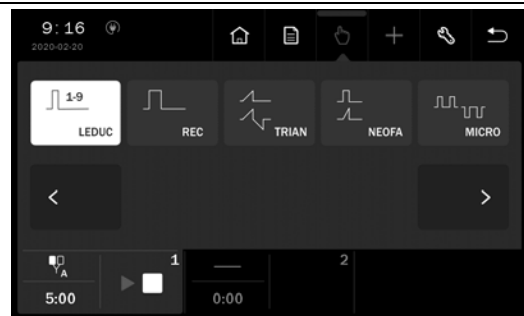 9:16
2020-02-20
1-9
LEDUC
REC
TRIAN
NEOFA
MICRO
A
1
5:00
0:00
2